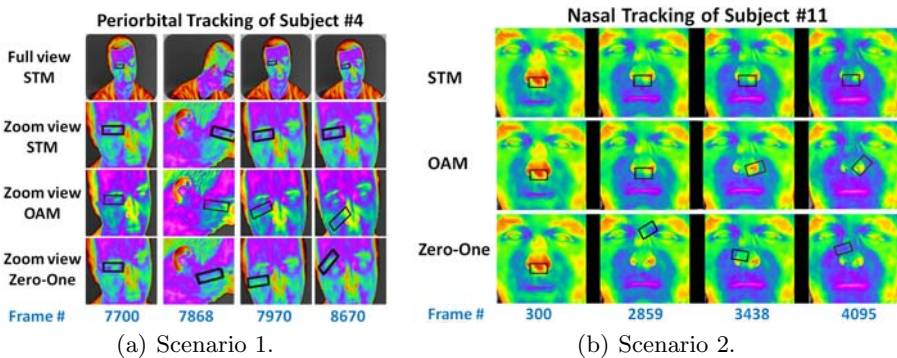 Periorbital Tracking of Subject #4
Full view
STM
Zoom view
STM
Zoom view
OAM
Zoom view
Zero-One
Frame # 7700 7868 7970 8670
(a) Scenario 1.
Nasal Tracking of Subject #11
STM
OAM
Zero-One
Frame # 300 2859 3438 4095
(b) Scenario 2.